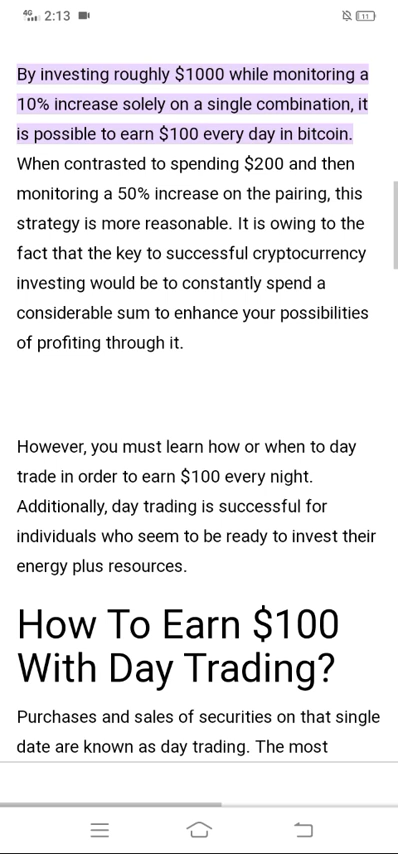 4G 2:13 11
By investing roughly $1000 while monitoring a
10% increase solely on a single combination, it
is possible to earn $100 every day in bitcoin.
When contrasted to spending $200 and then
monitoring a 50% increase on the pairing, this
strategy is more reasonable. It is owing to the
fact that the key to successful cryptocurrency
investing would be to constantly spend a
considerable sum to enhance your possibilities
of profiting through it.
However, you must learn how or when to day
trade in order to earn $100 every night.
Additionally, day trading is successful for
individuals who seem to be ready to invest their
energy plus resources.
How To Earn $100
With Day Trading?
Purchases and sales of securities on that single
date are known as day trading. The most